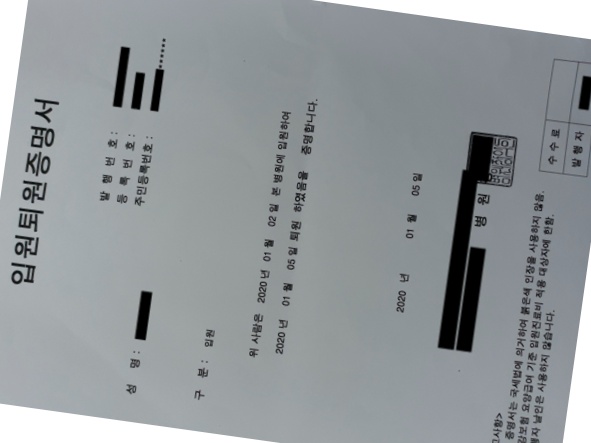 입원퇴원증명서
발 행 번 호 :
등 록 번 호 :
성 명 :
주민등록번호 :
구 분 : 입원
위 사람은 2020 년 01 월 02 일 본 병원에 입원하여
2020 년 01 월 05 일 퇴원 하였음을 증명합니다.
2020 년 01 월 05 일
병 원
수 수 료
발 행 자
고사항>
증명서는 국세법에 의거하여 붉은색 인장을 사용하지 않음.
강보험 요양급여 기준 입원진료비 적용 대상자에 한함.
날인은 사용하지 않습니다.